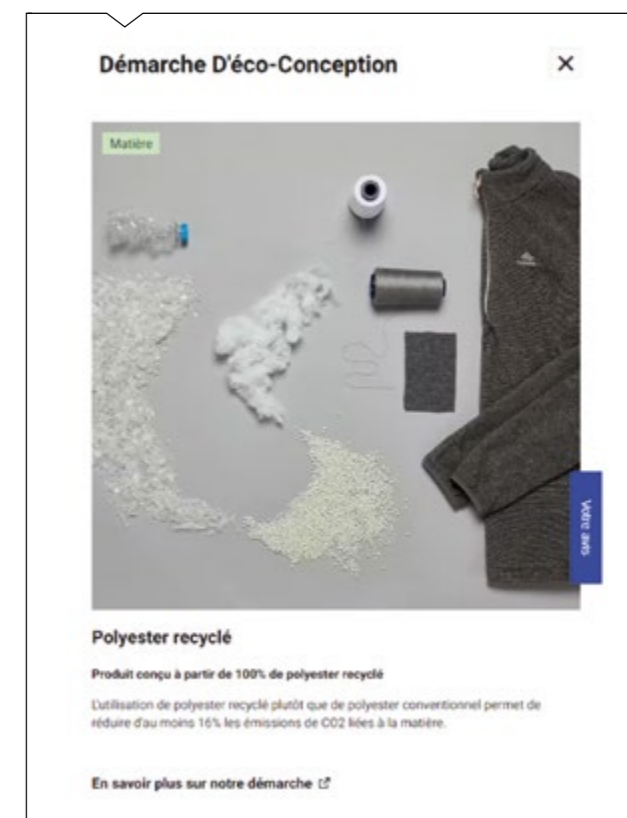 Démarche D'éco-Conception
Matière
Votre avis
Polyester recyclé
Produit conçu à partir de 100% de polyester recyclé
L'utilisation de polyester recyclé plutôt que de polyester conventionnel permet de
réduire d'au moins 16% les émissions de CO2 liées à la matière.
En savoir plus sur notre démarche